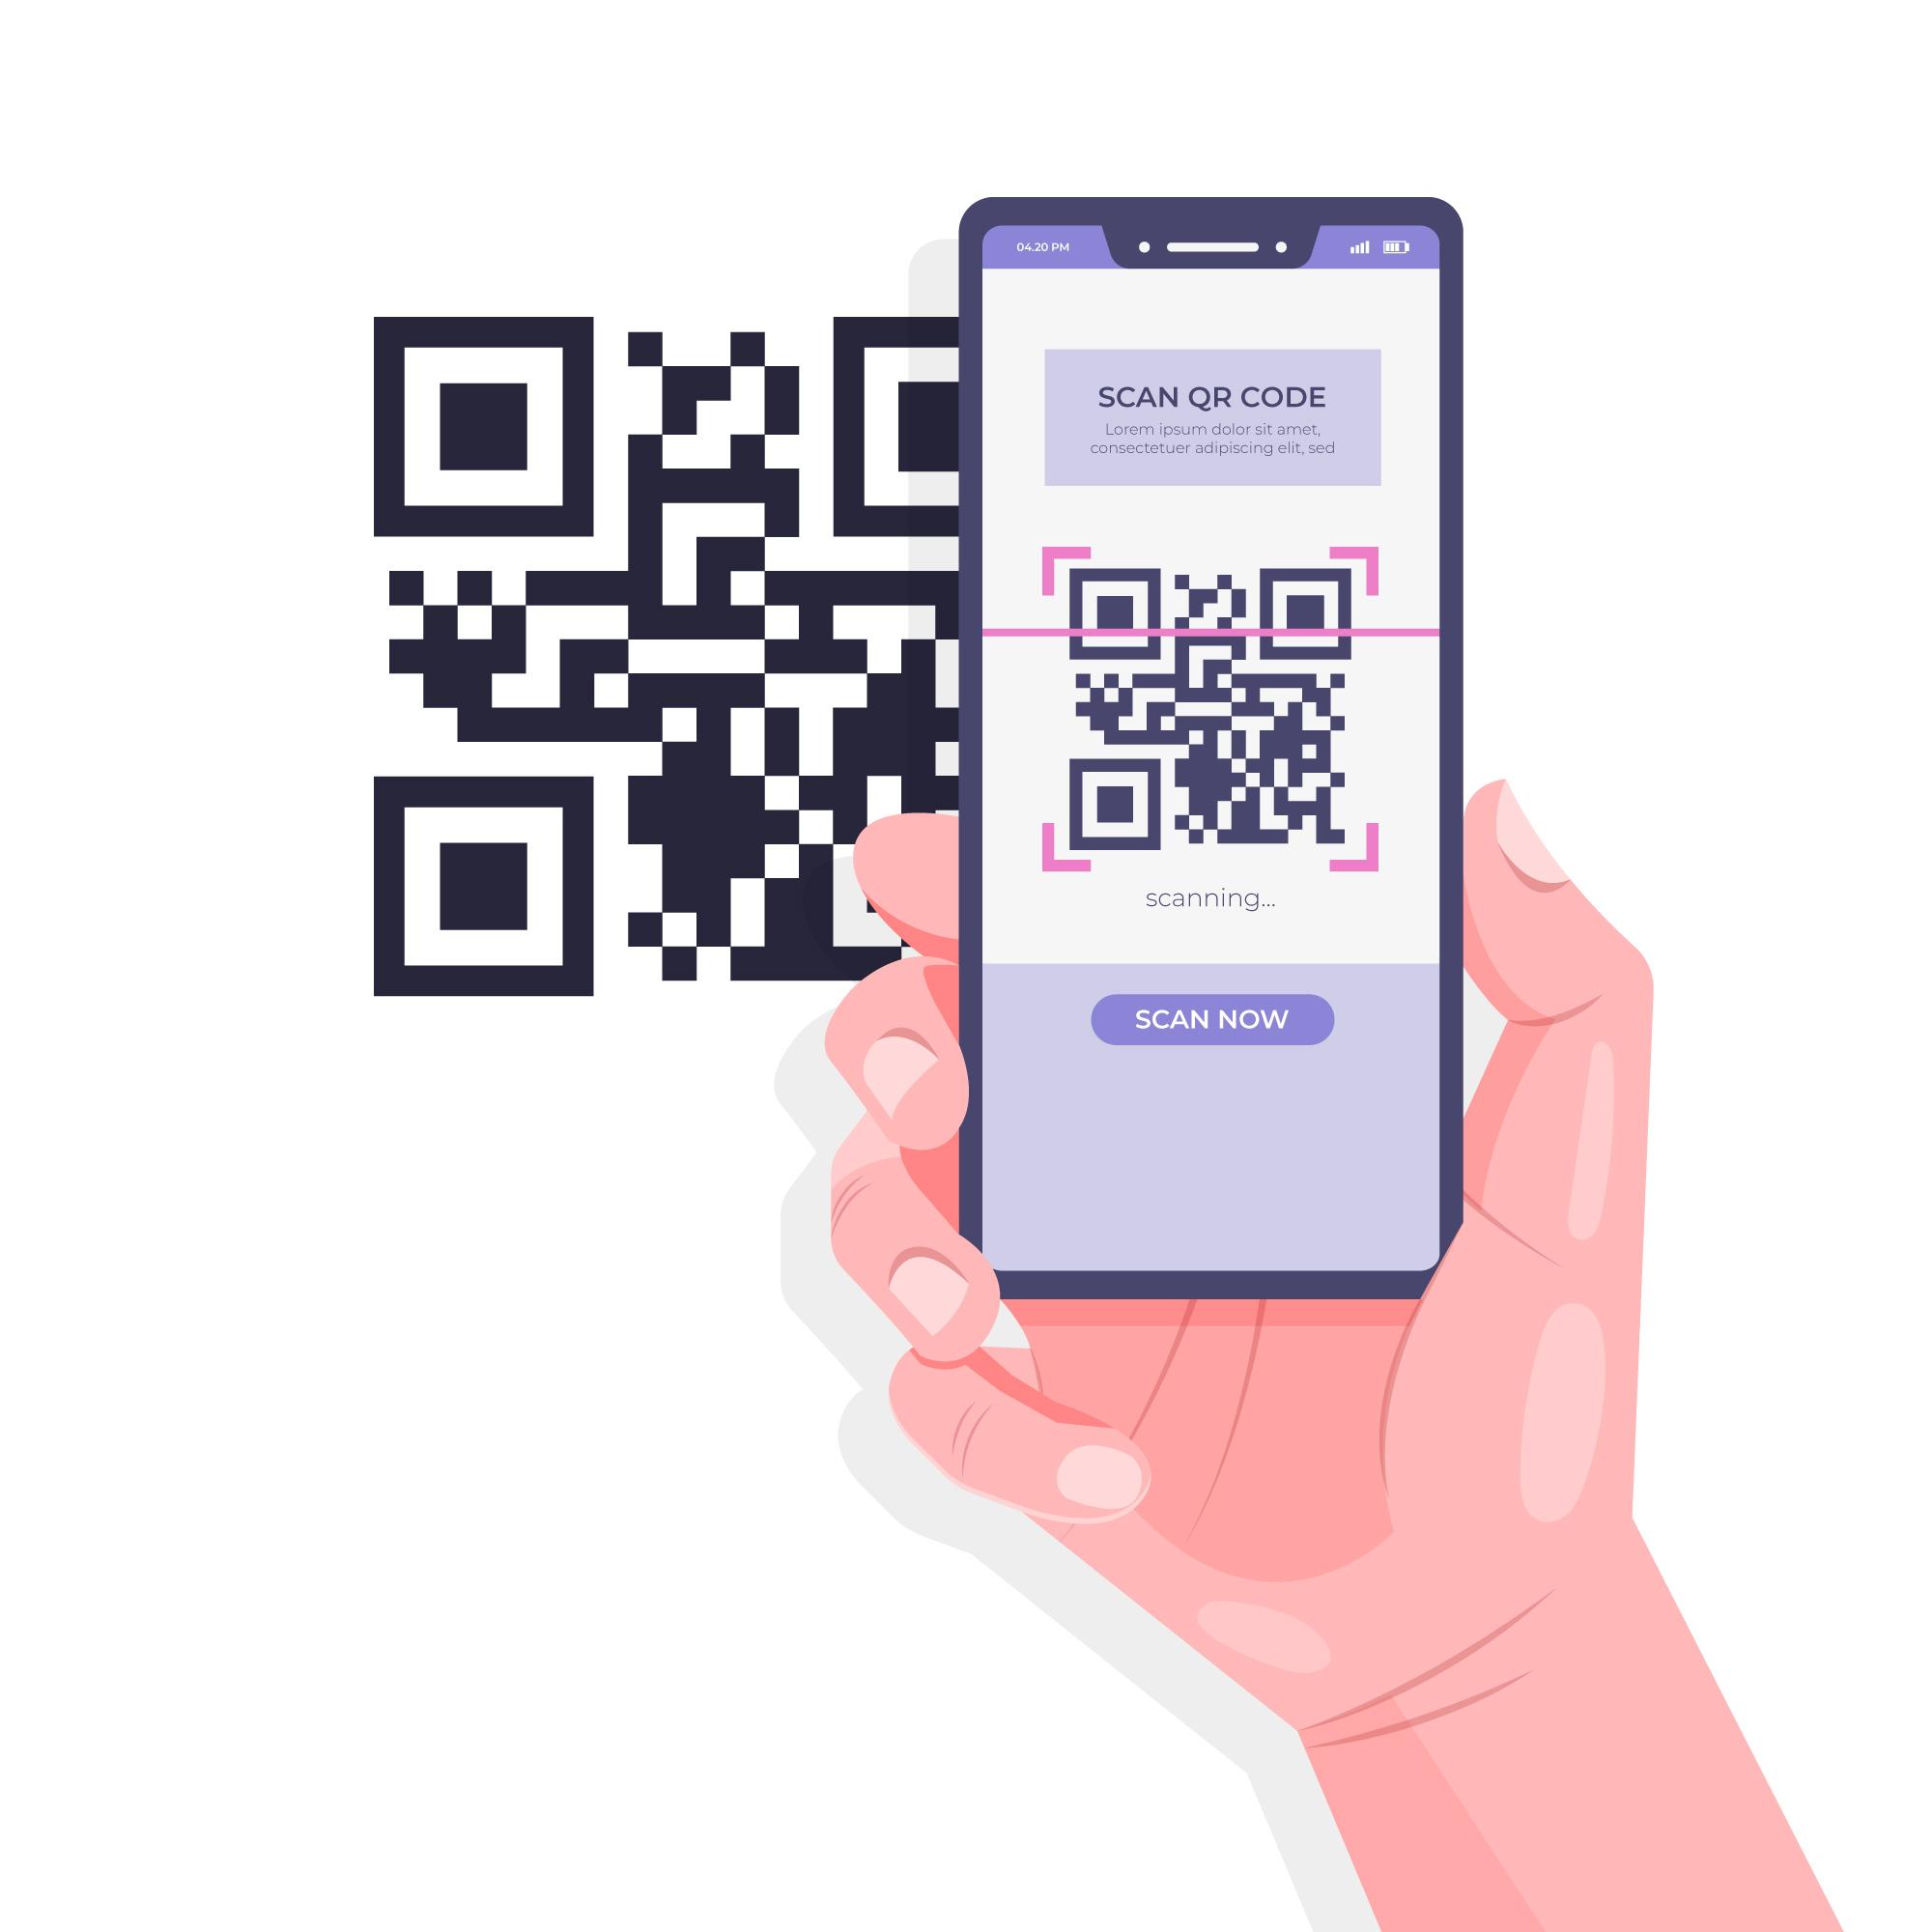 04.20 PM
SCAN QR CODE
Lorem ipsum dolor sit amet,
consectetuer adipiscing elit, sed
scanning...
SCAN NOW